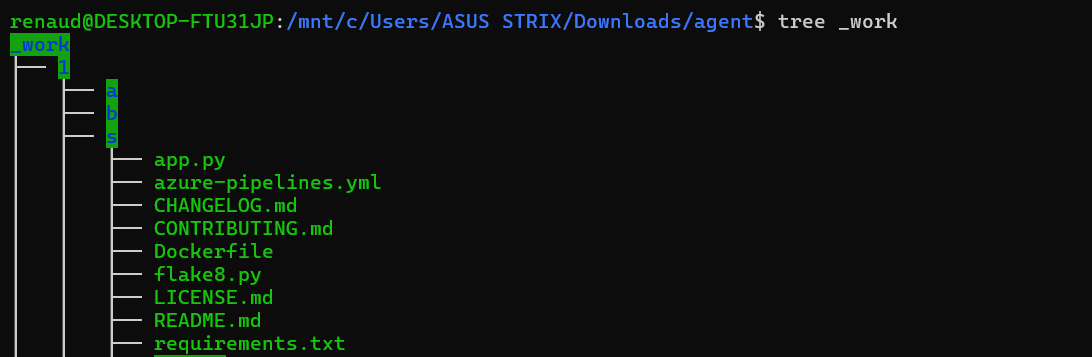 renaud@DESKTOP-FTU31JP:/mnt/c/Users/ASUS STRIX/Downloads/agent$ tree _work
_work
├── 1
│   ├── a
│   ├── b
│   ├── s
│   │   ├── app.py
│   │   ├── azure-pipelines.yml
│   │   ├── CHANGELOG.md
│   │   ├── CONTRIBUTING.md
│   │   ├── Dockerfile
│   │   ├── flake8.py
│   │   ├── LICENSE.md
│   │   ├── README.md
│   │   ├── requirements.txt